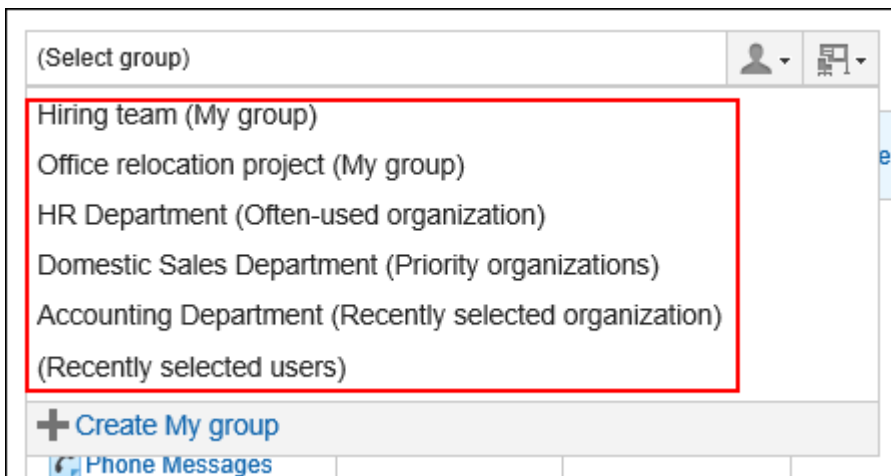 (Select group)
Hiring team (My group)
Office relocation project (My group)
HR Department (Often-used organization)
Domestic Sales Department (Priority organizations)
Accounting Department (Recently selected organization)
(Recently selected users)
Create My group
Phone Messages